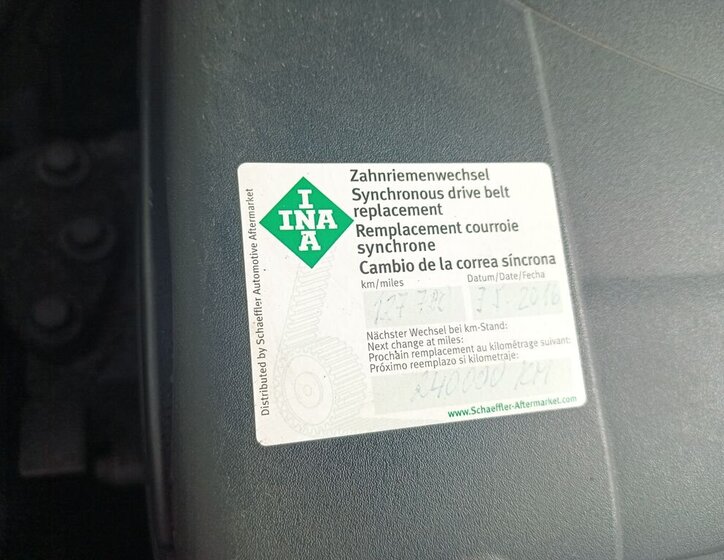 INA
INA
Zahnriemenwechsel
Synchronous drive belt
replacement
Remplacement courroie
synchrone
Cambio de la correa síncrona
km/miles Datum/Date/Fecha
7.5.2016
Nächster Wechsel bei km-Stand:
Next change at miles:
Prochain remplacement au kilométrage suivant:
Próximo reemplazo si kilometraje:
240000 KM
www.Schaeffler-Aftermarket.com
Distributed by Schaeffler Automotive Aftermarket